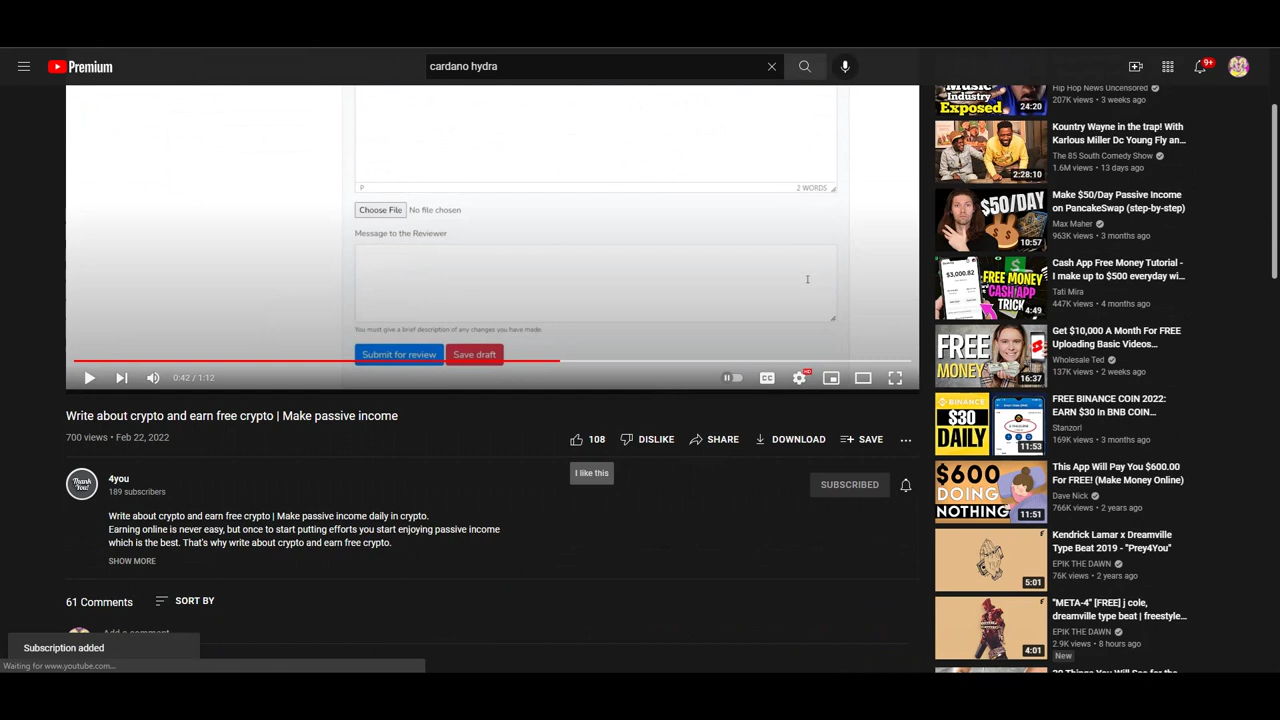 Premium
cardano hydra
9+
P
2 WORDS
Choose File No file chosen
Message to the Reviewer
You must give a brief description of any changes you have made.
Submit for review Save draft
0:42 / 1:12
CC
HD
Write about crypto and earn free crypto | Make passive income
700 views • Feb 22, 2022
108 DISLIKE SHARE DOWNLOAD SAVE
I like this
Thank You!
4you
189 subscribers
SUBSCRIBED
Write about crypto and earn free crypto | Make passive income daily in crypto.
Earning online is never easy, but once to start putting efforts you start enjoying passive income
which is the best. That's why write about crypto and earn free crypto.
SHOW MORE
61 Comments SORT BY
Add a comment...
Subscription added
Waiting for www.youtube.com...
Music
Industry
Exposed
24:20
Hip Hop News Uncensored
207K views • 3 weeks ago
2:28:10
Kountry Wayne in the trap! With
Karlous Miller Dc Young Fly an...
The 85 South Comedy Show
1.6M views • 13 days ago
$50/DAY
10:57
Make $50/Day Passive Income
on PancakeSwap (step-by-step)
Max Maher
963K views • 3 months ago
$3,000.82
FREE MONEY
CASH APP
TRICK
4:49
Cash App Free Money Tutorial -
I make up to $500 everyday wi...
Tati Mira
447K views • 4 months ago
FREE
MONEY
16:37
Get $10,000 A Month For FREE
Uploading Basic Videos...
Wholesale Ted
137K views • 2 weeks ago
BINANCE
$30
DAILY
11:53
FREE BINANCE COIN 2022:
EARN $30 In BNB COIN...
Stanzorl
169K views • 3 months ago
$600
DOING
NOTHING
11:51
This App Will Pay You $600.00
For FREE! (Make Money Online)
Dave Nick
766K views • 2 years ago
5:01
Kendrick Lamar x Dreamville
Type Beat 2019 - "Prey4You"
EPIK THE DAWN
76K views • 2 years ago
4:01
"META-4" [FREE] j cole,
dreamville type beat | freestyle...
EPIK THE DAWN
2.9K views • 8 hours ago
New